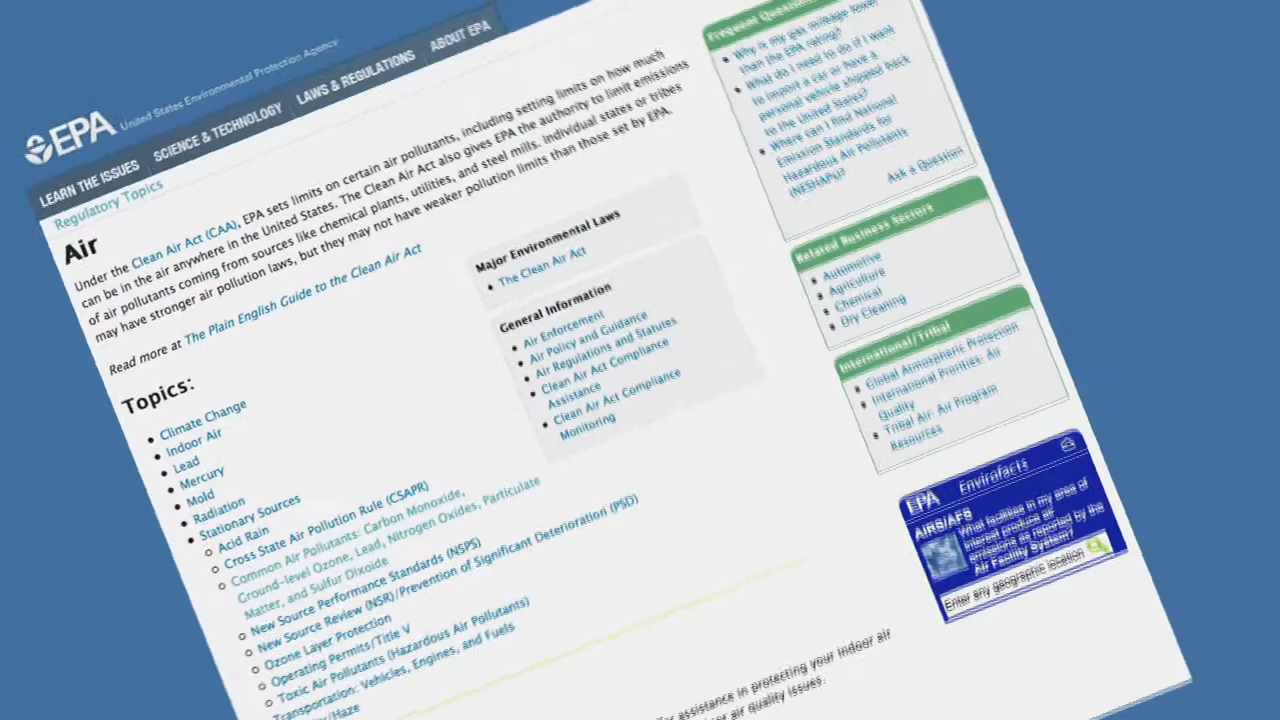 EPA United States Environmental Protection Agency
LEARN THE ISSUES SCIENCE & TECHNOLOGY LAWS & REGULATIONS ABOUT EPA
Regulatory Topics
Air
Under the Clean Air Act (CAA), EPA sets limits on certain air pollutants, including setting limits on how much
can be in the air anywhere in the United States. The Clean Air Act also gives EPA the authority to limit emissions
of air pollutants coming from sources like chemical plants, utilities, and steel mills. Individual states or tribes
may have stronger air pollution laws, but they may not have weaker pollution limits than those set by EPA.
Read more at The Plain English Guide to the Clean Air Act
Topics:
Climate Change
Indoor Air
Lead
Mercury
Mold
Radiation
Stationary Sources
Acid Rain
Cross State Air Pollution Rule (CSAPR)
Common Air Pollutants: Carbon Monoxide,
Ground-level Ozone, Lead, Nitrogen Oxides, Particulate
Matter, and Sulfur Dixoide
New Source Performance Standards (NSPS)
New Source Review (NSR)/Prevention of Significant Deterioration (PSD)
Ozone Layer Protection
Operating Permits/Title V
Toxic Air Pollutants (Hazardous Air Pollutants)
Transportation: Vehicles, Engines, and Fuels
/Haze
Major Environmental Laws
The Clean Air Act
General Information
Air Enforcement
Air Policy and Guidance
Air Regulations and Statutes
Clean Air Act Compliance
Assistance
Clean Air Act Compliance
Monitoring
Frequent Questions
Why is my gas mileage lower
than the EPA rating?
What do I need to do if I want
to import a car or have a
personal vehicle shipped back
to the United States?
Where can I find National
Emission Standards for
Hazardous Air Pollutants
(NESHAPs)?
Ask a Question
Related Business Sectors
Automotive
Agriculture
Chemical
Dry Cleaning
International/Tribal
Global Atmospheric Protection
International Priorities: Air
Quality
Tribal Air: Air Program
Resources
EPA Envirofacts
AIRS/AFS
What facilities in my area of
interest produce air
emissions as reported by the
Air Facility System?
Enter any geographic location
assistance in protecting your indoor air
air quality issues.